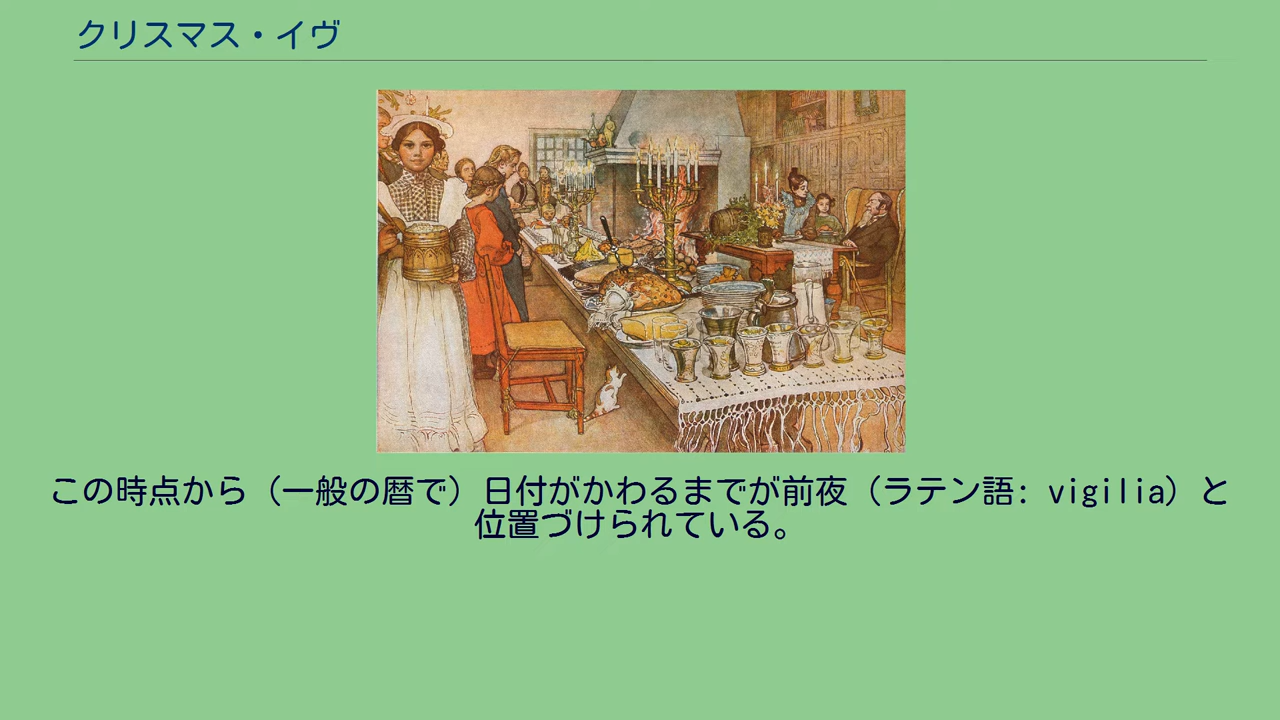 クリスマス・イヴ
この時点から（一般の暦で）日付がかわるまでが前夜（ラテン語: vigilia）と
位置づけられている。